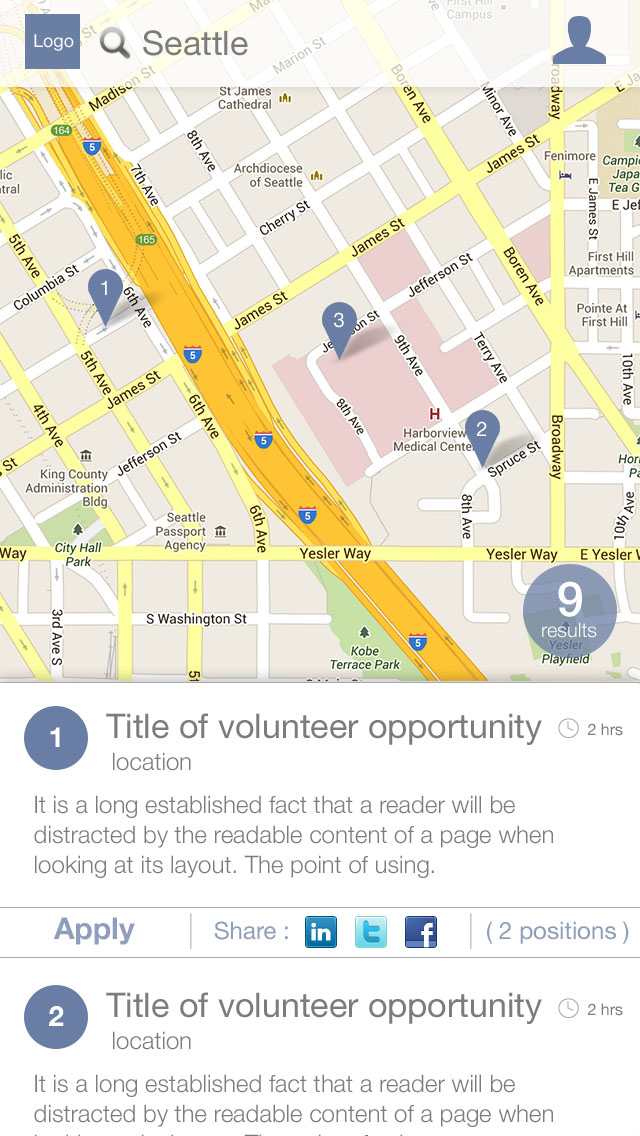 Logo
Seattle
Campus
Marion St
Madison St
St James
Cathedral
164
5
Boren Ave
Minor Ave
8th Ave
7th Ave
Archdiocese
of Seattle
James St
Fenimore
Cherry St
E James St
165
James St
5th Ave
Columbia St
1
6th Ave
Jefferson St
Boren Ave
First Hill
Apartments
James St
3
9th Ave
Terry Ave
Pointe At
First Hill
5
5th Ave
James St
6th Ave
8th Ave
10th Ave
4th Ave
Jefferson St
5
H
Harborview
Medical Center
2
Spruce St
Broadway
King County
Administration
Bldg
Seattle
Passport
Agency
5
6th Ave
8th Ave
10th Ave
City Hall
Park
Way
Yesler Way
Yesler Way
E Yesler W
3rd Ave S
S Washington St
Kobe
Terrace Park
5
9
results
Yesler
Playfield
1
Title of volunteer opportunity
2 hrs
location
It is a long established fact that a reader will be
distracted by the readable content of a page when
looking at its layout. The point of using.
Apply
Share :
in
t
f
( 2 positions )
2
Title of volunteer opportunity
2 hrs
location
It is a long established fact that a reader will be
distracted by the readable content of a page when